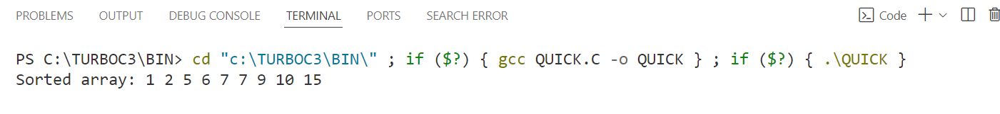 PROBLEMS OUTPUT DEBUG CONSOLE TERMINAL PORTS SEARCH ERROR Code
PS C:\TURBOC3\BIN> cd "c:\TURBOC3\BIN\" ; if ($?) { gcc QUICK.C -o QUICK } ; if ($?) { .\QUICK }
Sorted array: 1 2 5 6 7 7 9 10 15